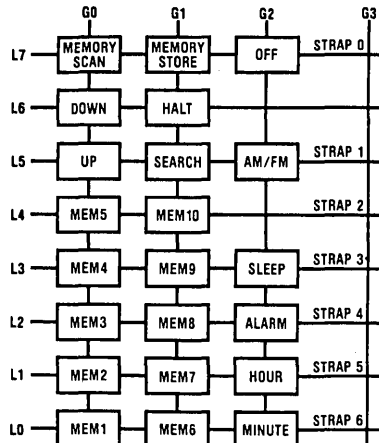 G0 G1 G2 G3
L7 MEMORY SCAN MEMORY STORE OFF STRAP 0
L6 DOWN HALT
L5 UP SEARCH AM/FM STRAP 1
L4 MEM5 MEM10 STRAP 2
L3 MEM4 MEM9 SLEEP STRAP 3
L2 MEM3 MEM8 ALARM STRAP 4
L1 MEM2 MEM7 HOUR STRAP 5
L0 MEM1 MEM6 MINUTE STRAP 6